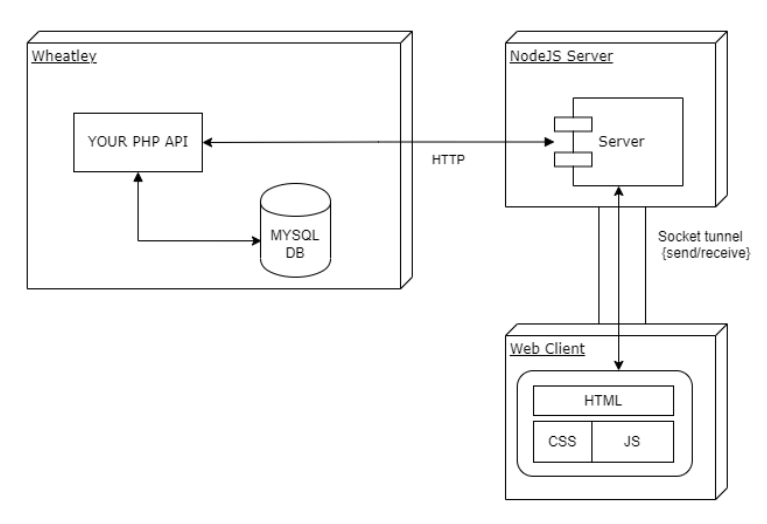 Wheatley
NodeJS Server
YOUR PHP API
Server
HTTP
MYSQL
DB
Socket tunnel
{send/receive}
Web Client
HTML
CSS
JS